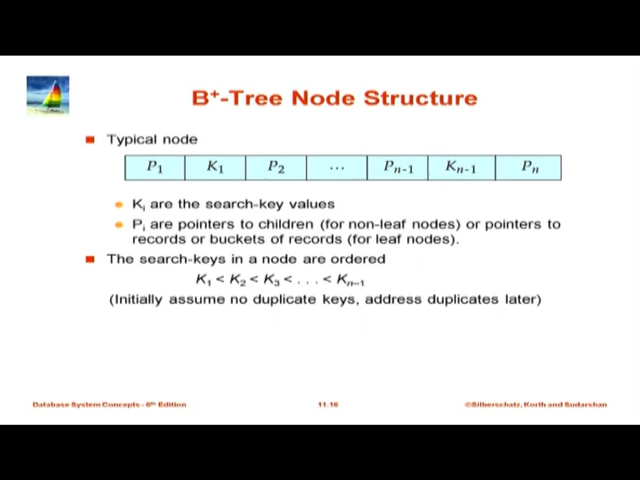 B+-Tree Node Structure
Typical node
P1 K1 P2 ... Pn-1 Kn-1 Pn
Ki are the search-key values
Pi are pointers to children (for non-leaf nodes) or pointers to
records or buckets of records (for leaf nodes).
The search-keys in a node are ordered
K1 < K2 < K3 < . . . < Kn–1
(Initially assume no duplicate keys, address duplicates later)
Database System Concepts - 6th Edition 11.16 ©Silberschatz, Korth and Sudarshan